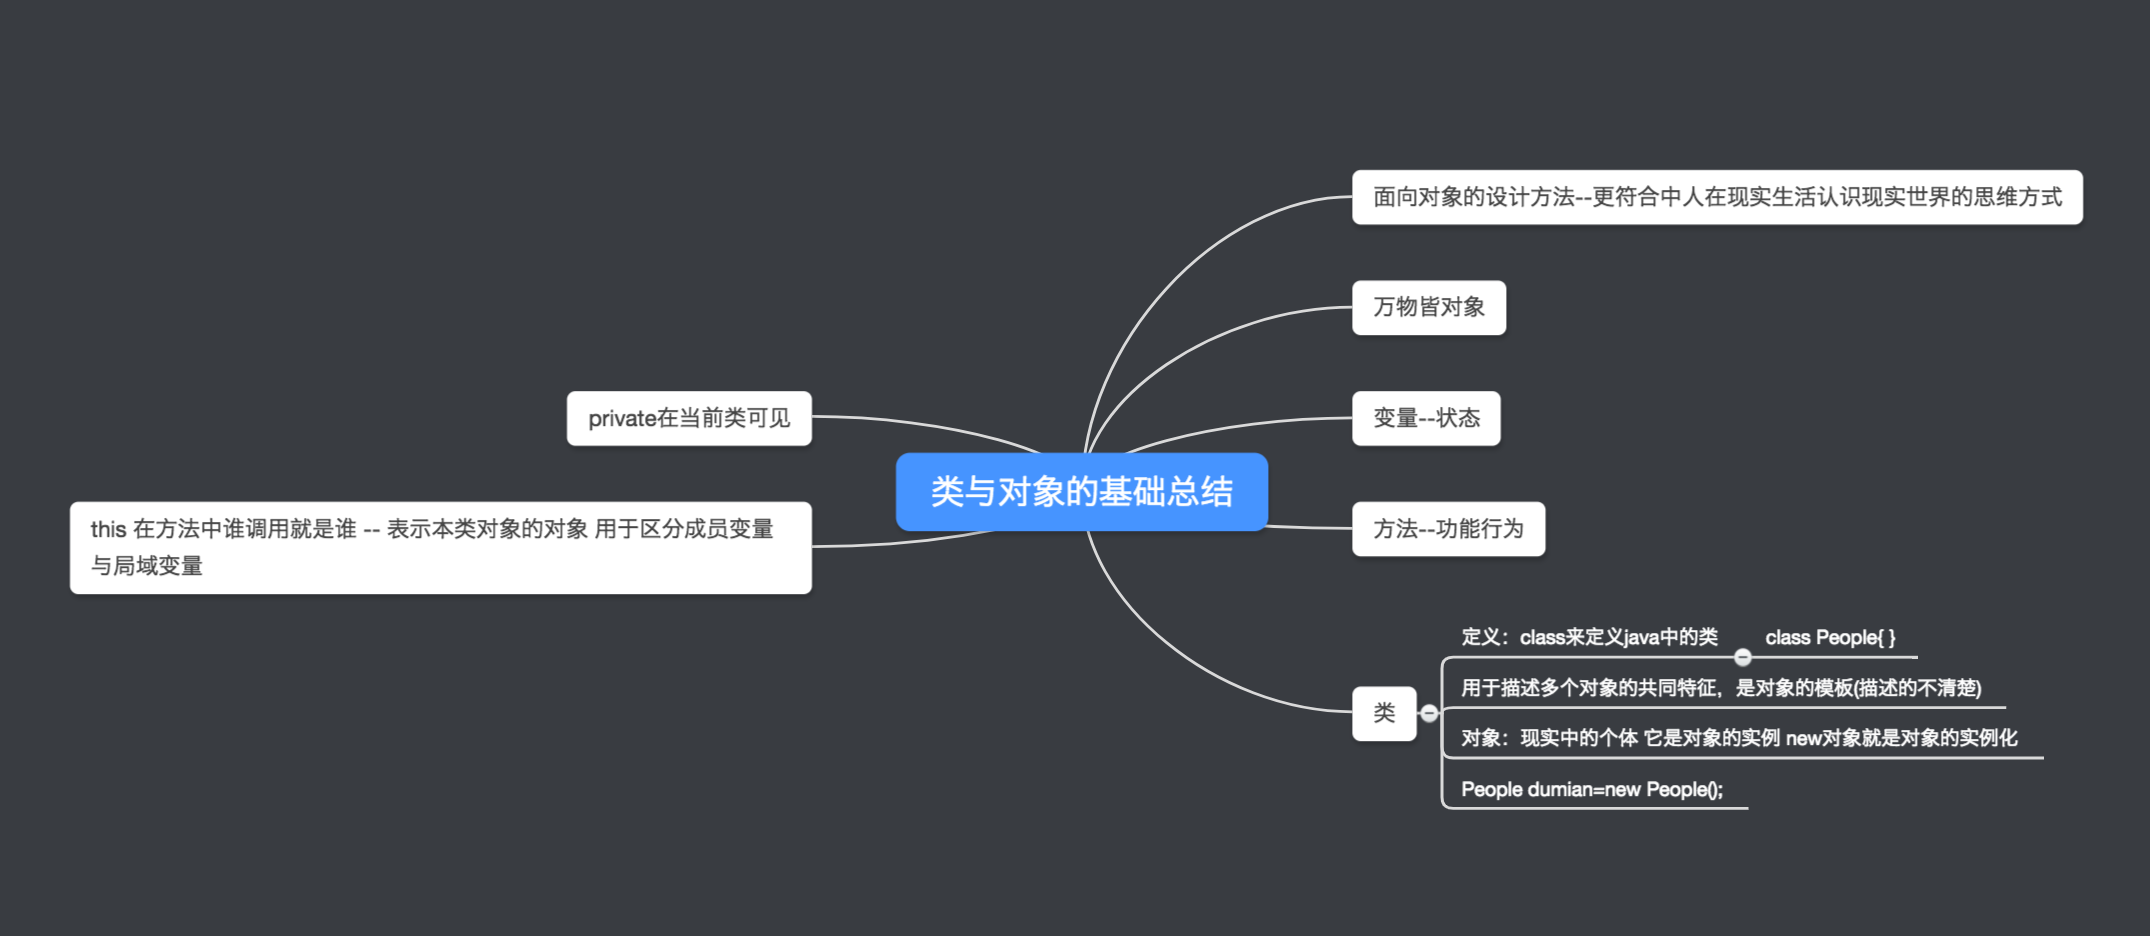 类与对象的基础总结
面向对象的设计方法--更符合中人在现实生活认识现实世界的思维方式
万物皆对象
变量--状态
方法--功能行为
类
定义：class来定义java中的类
class People{ }
用于描述多个对象的共同特征，是对象的模板(描述的不清楚)
对象：现实中的个体 它是对象的实例 new对象就是对象的实例化
People dumian=new People();
private在当前类可见
this 在方法中谁调用就是谁 -- 表示本类对象的对象 用于区分成员变量
与局域变量